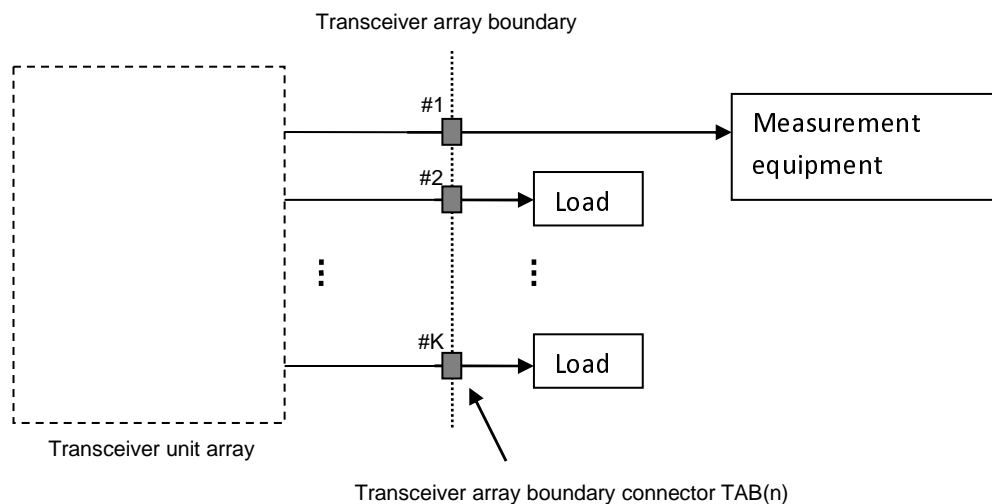 Transceiver array boundary
#1
Measurement
equipment
#2
Load
#K
Load
Transceiver unit array
Transceiver array boundary connector TAB(n)